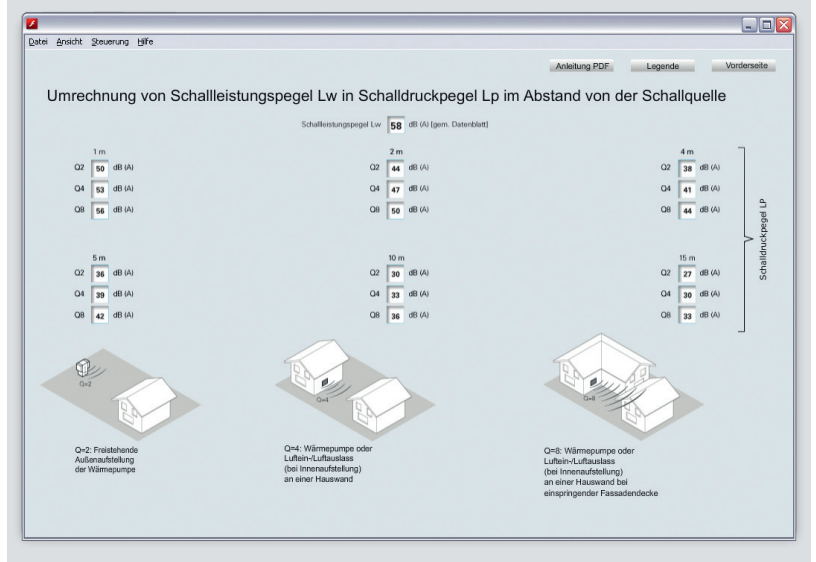 Datei Ansicht Steuerung Hilfe
Anleitung PDF Legende Vorderseite
Umrechnung von Schallleistungspegel Lw in Schalldruckpegel Lp im Abstand von der Schallquelle
Schallleistungspegel Lw 58 dB (A) [gem. Datenblatt]
1 m 2 m 4 m
Q2 50 dB (A) Q2 44 dB (A) Q2 38 dB (A)
Q4 53 dB (A) Q4 47 dB (A) Q4 41 dB (A)
Q8 56 dB (A) Q8 50 dB (A) Q8 44 dB (A)
Schalldruckpegel LP
5 m 10 m 15 m
Q2 36 dB (A) Q2 30 dB (A) Q2 27 dB (A)
Q4 39 dB (A) Q4 33 dB (A) Q4 30 dB (A)
Q8 42 dB (A) Q8 36 dB (A) Q8 33 dB (A)
Q=2
Q=4
Q=8
Q=2: Freistehende
Außenaufstellung
der Wärmepumpe
Q=4: Wärmepumpe oder
Luftein-/Luftauslass
(bei Innenaufstellung)
an einer Hauswand
Q=8: Wärmepumpe oder
Luftein-/Luftauslass
(bei Innenaufstellung)
an einer Hauswand bei
einspringender Fassadendecke